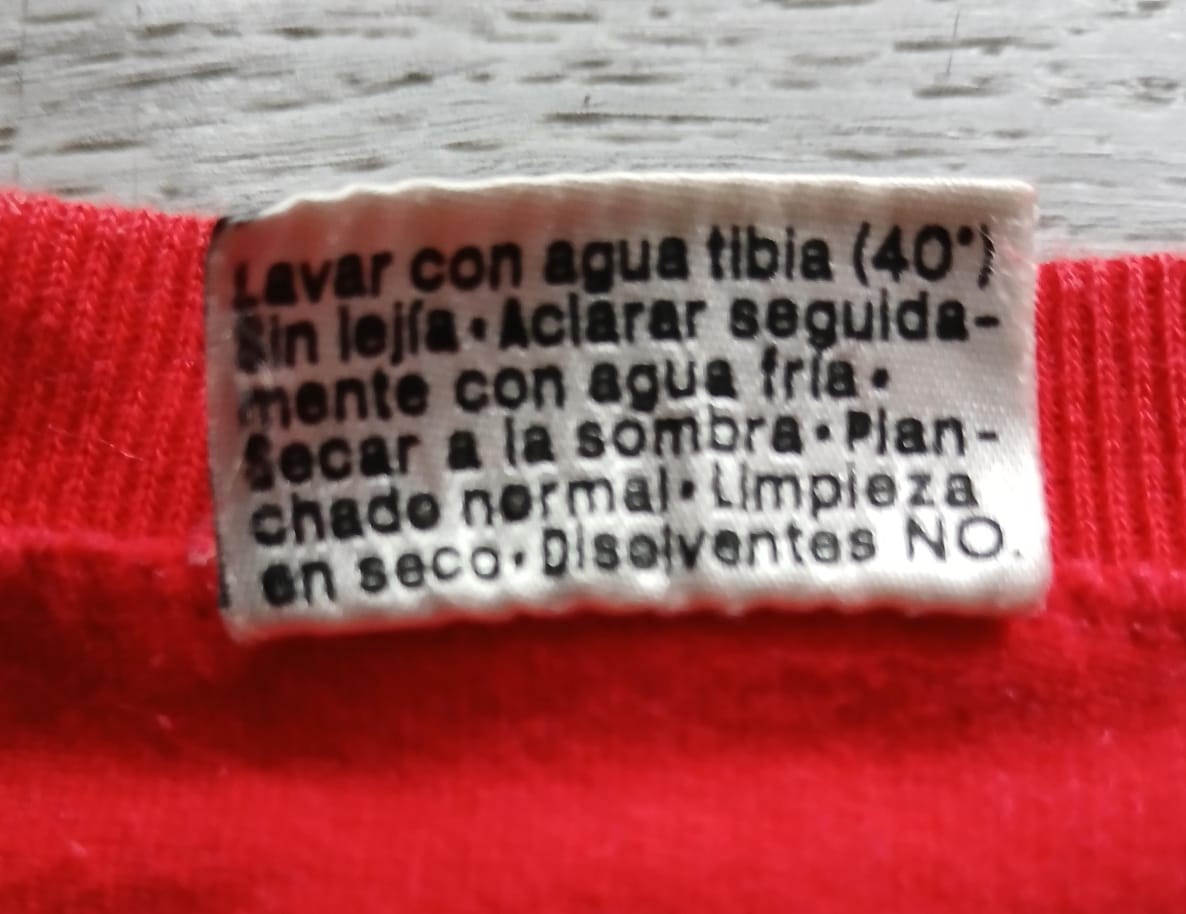 Lavar con agua tibia (40°)
Sin lejía · Aclarar seguida-
mente con agua fría ·
Secar a la sombra · Plan-
chado normal · Limpieza
en seco · Disolventes NO.